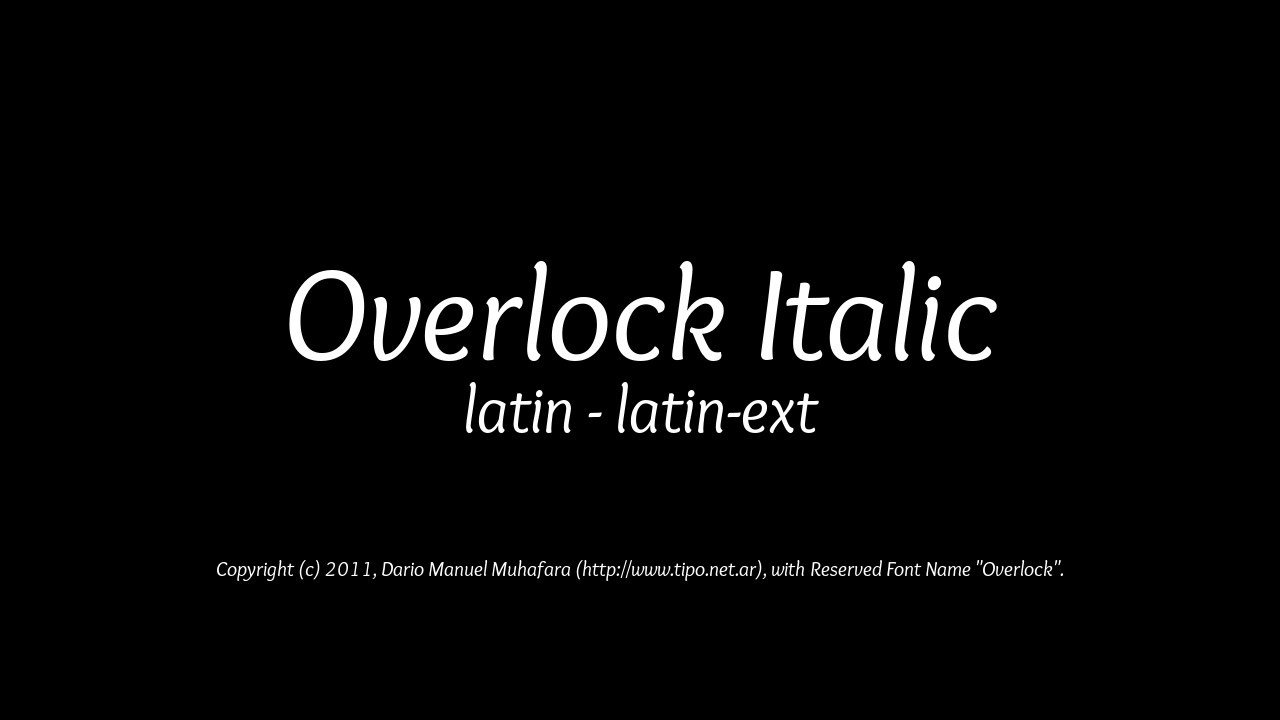 Overlock Italic
latin - latin-ext
Copyright (c) 2011, Dario Manuel Muhafara (http://www.tipo.net.ar), with Reserved Font Name "Overlock".